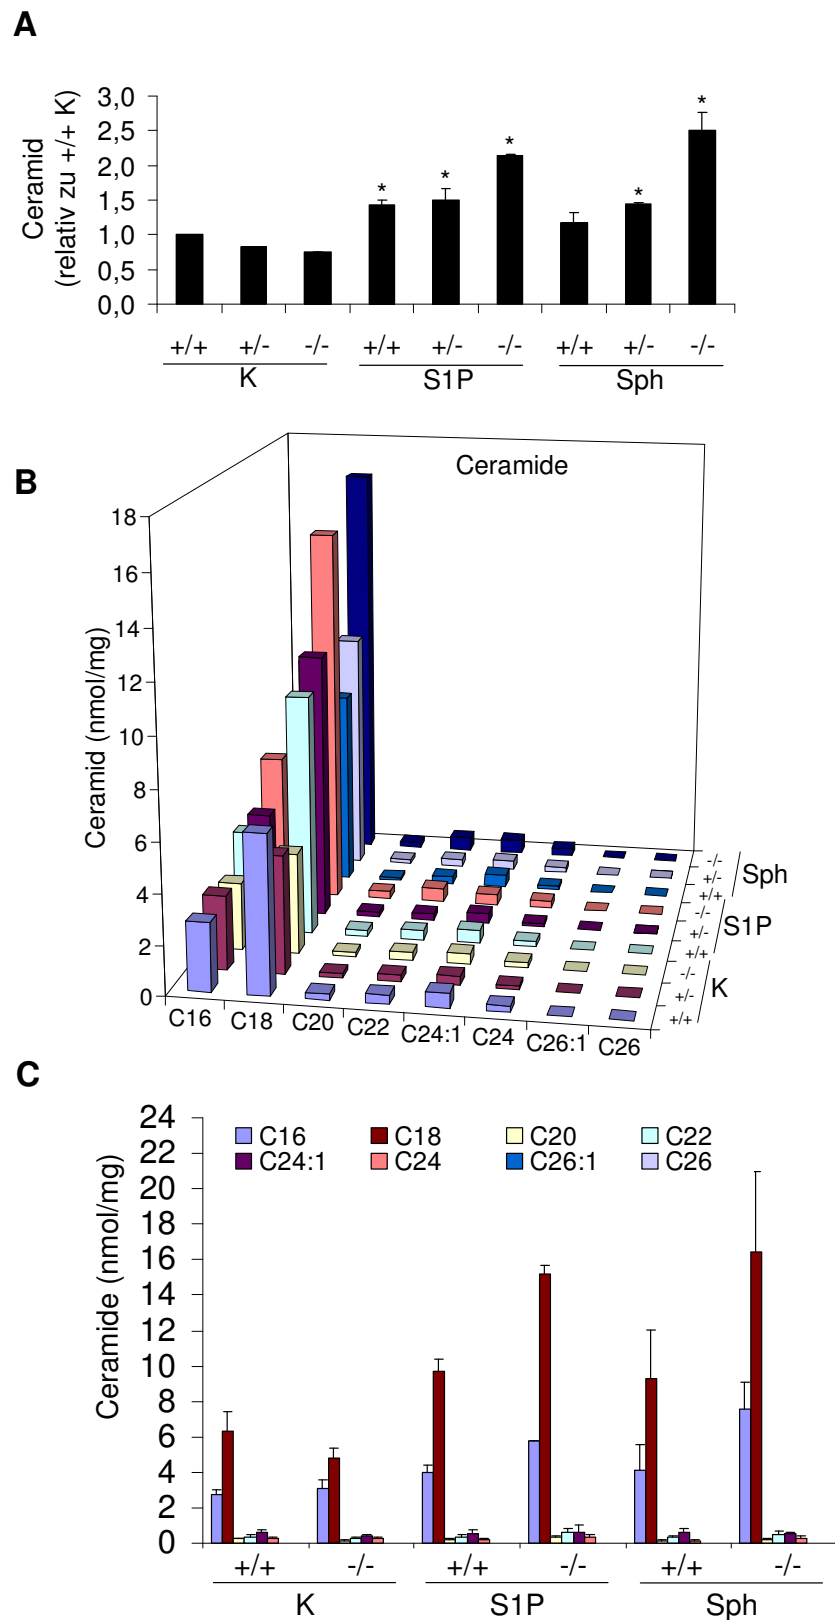 A
Ceramid
(relativ zu +/+ K)
3,0
2,5
2,0
1,5
1,0
0,5
0,0
* * * * *
+/+ +/- -/- +/+ +/- -/- +/+ +/- -/-
K S1P Sph
B
Ceramide
Ceramid (nmol/mg)
18
16
14
12
10
8
6
4
2
0
C16 C18 C20 C22 C24:1 C24 C26:1 C26
-/-
+/-
+/+
Sph
-/-
+/-
+/+
S1P
-/-
+/-
+/+
K
C
Ceramide (nmol/mg)
24
22
20
18
16
14
12
10
8
6
4
2
0
C16 C18 C20 C22
C24:1 C24 C26:1 C26
+/+ -/- +/+ -/- +/+ -/-
K S1P Sph